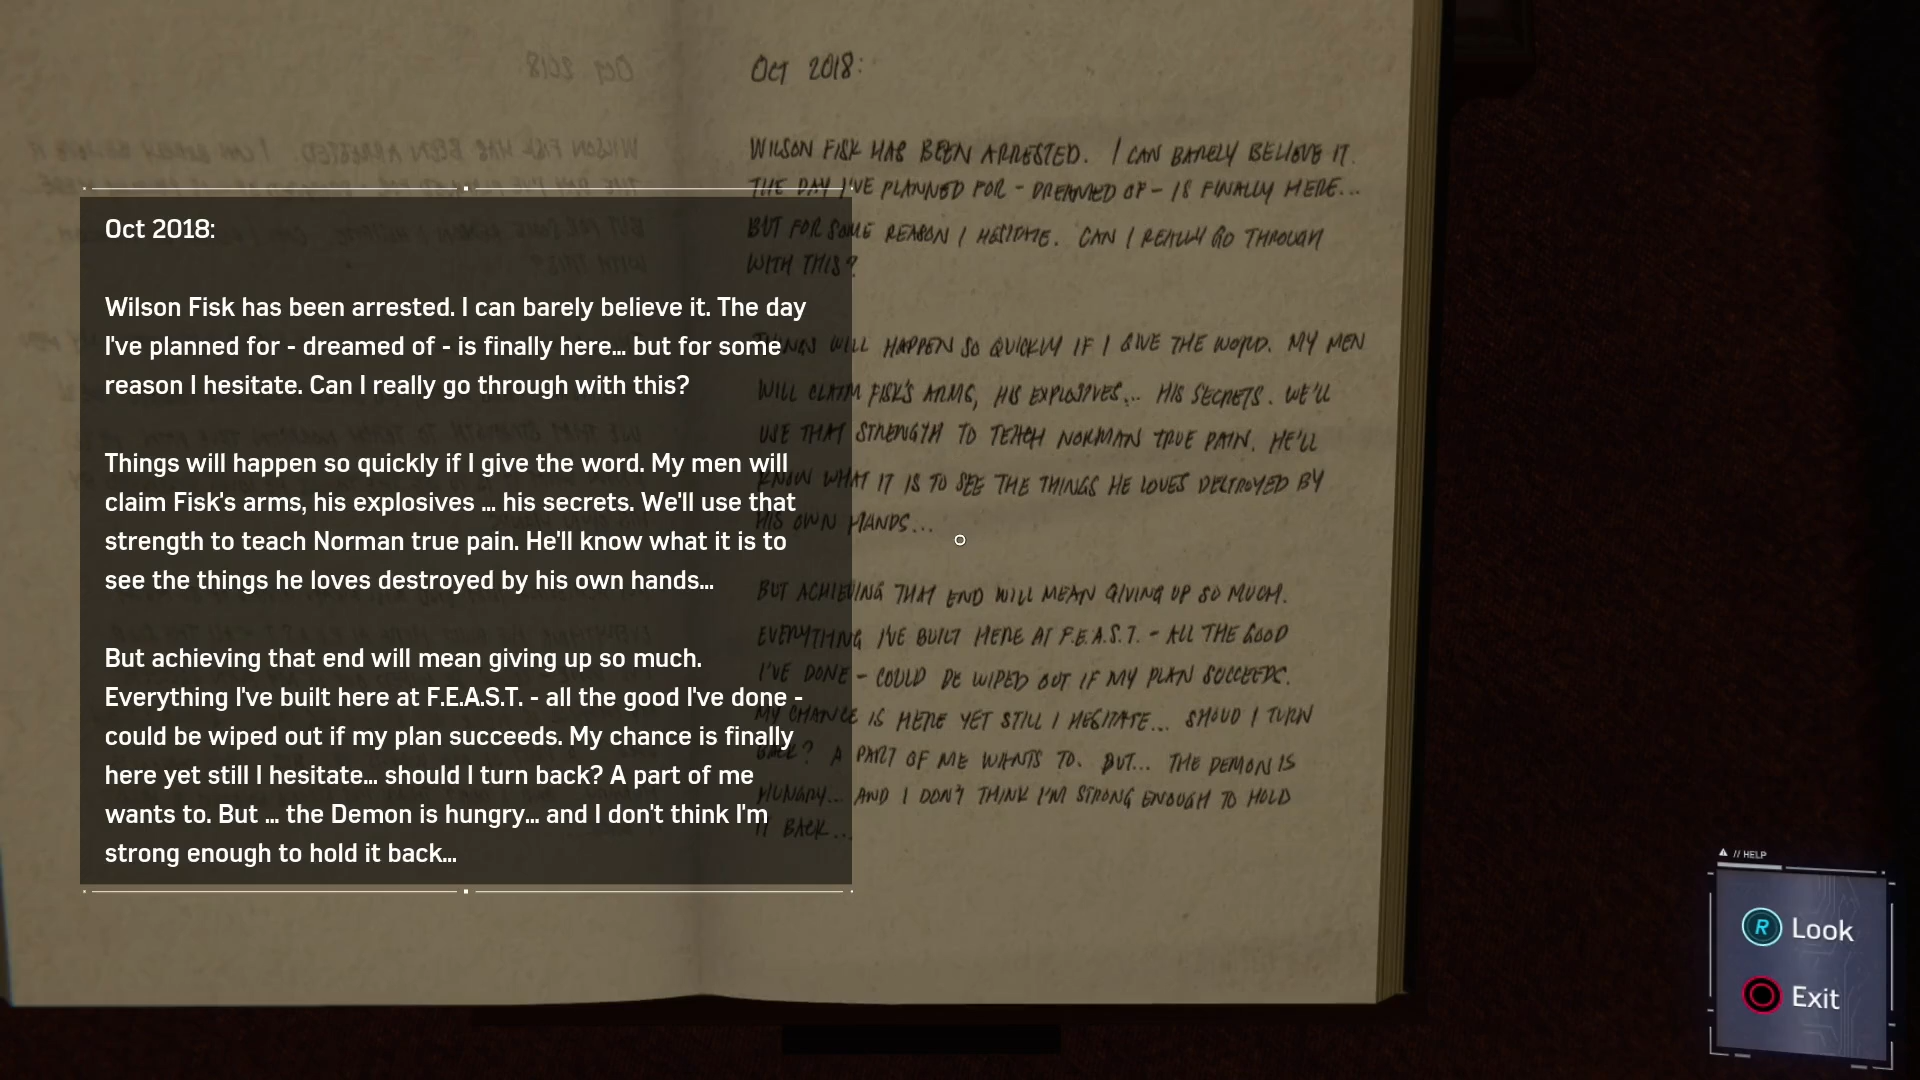 Oct 2018:
Wilson Fisk has been arrested. I can barely believe it. The day
I've planned for - dreamed of - is finally here... but for some
reason I hesitate. Can I really go through with this?
Things will happen so quickly if I give the word. My men will
claim Fisk's arms, his explosives ... his secrets. We'll use that
strength to teach Norman true pain. He'll know what it is to
see the things he loves destroyed by his own hands...
But achieving that end will mean giving up so much.
Everything I've built here at F.E.A.S.T. - all the good I've done -
could be wiped out if my plan succeeds. My chance is finally
here yet still I hesitate... should I turn back? A part of me
wants to. But ... the Demon is hungry... and I don't think I'm
strong enough to hold it back...
OCT 2018:
WILSON FISK HAS BEEN ARRESTED. I CAN BARELY BELIEVE IT.
THE DAY I'VE PLANNED FOR - DREAMED OF - IS FINALLY HERE...
BUT FOR SOME REASON I HESITATE. CAN I REALLY GO THROUGH
WITH THIS?
THINGS WILL HAPPEN SO QUICKLY IF I GIVE THE WORD. MY MEN
WILL CLAIM FISK'S ARMS, HIS EXPLOSIVES... HIS SECRETS. WE'LL
USE THAT STRENGTH TO TEACH NORMAN TRUE PAIN. HE'LL
KNOW WHAT IT IS TO SEE THE THINGS HE LOVES DESTROYED BY
HIS OWN HANDS...
BUT ACHIEVING THAT END WILL MEAN GIVING UP SO MUCH.
EVERYTHING I'VE BUILT HERE AT F.E.A.S.T. - ALL THE GOOD
I'VE DONE - COULD BE WIPED OUT IF MY PLAN SUCCEEDS.
MY CHANCE IS HERE YET STILL I HESITATE... SHOUD I TURN
BACK? A PART OF ME WANTS TO. BUT... THE DEMON IS
HUNGRY... AND I DON'T THINK I'M STRONG ENOUGH TO HOLD
IT BACK...
// HELP
R Look
Exit